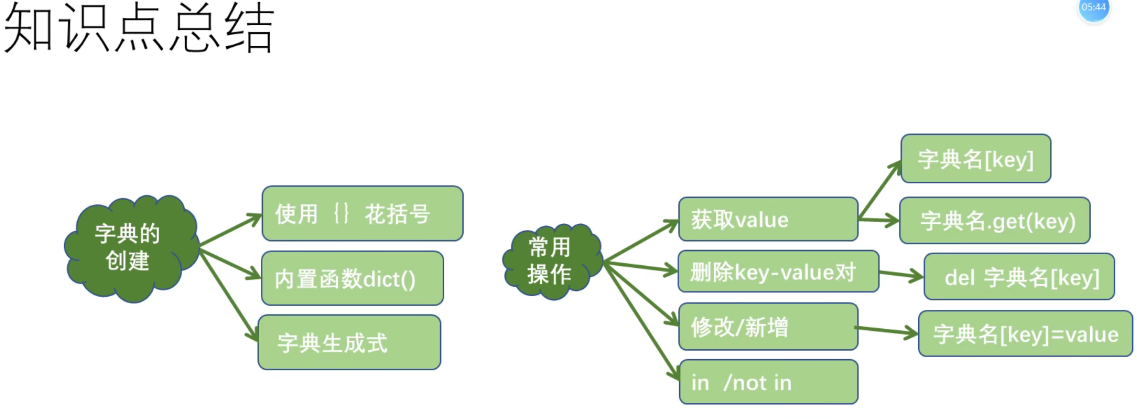 知识点总结
05:44
字典的
创建
使用 {} 花括号
内置函数dict()
字典生成式
常用
操作
获取value
字典名[key]
字典名.get(key)
删除key-value对
del 字典名[key]
修改/新增
字典名[key]=value
in /not in